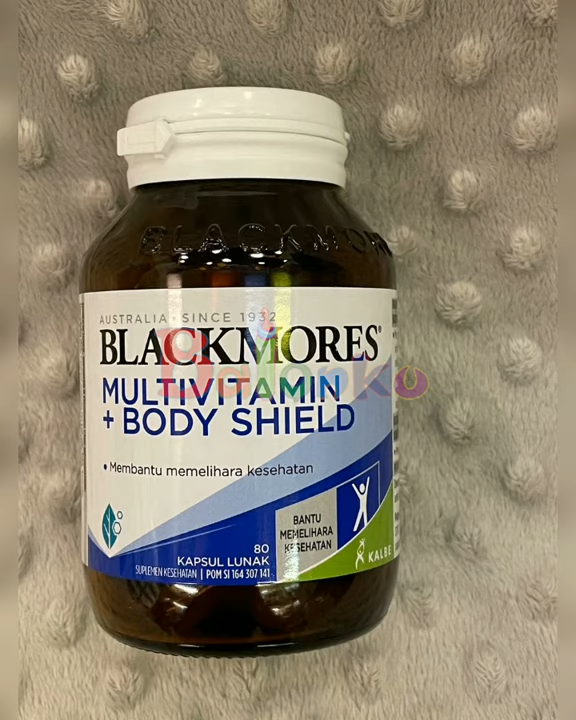 BLACKMORES
AUSTRALIA • SINCE 1932
BLACKMORES®
Balonku
MULTIVITAMIN
+ BODY SHIELD
• Membantu memelihara kesehatan
BANTU
MEMELIHARA
KESEHATAN
KALBE
80
KAPSUL LUNAK
SUPLEMEN KESEHATAN | POM SI 164 307 141